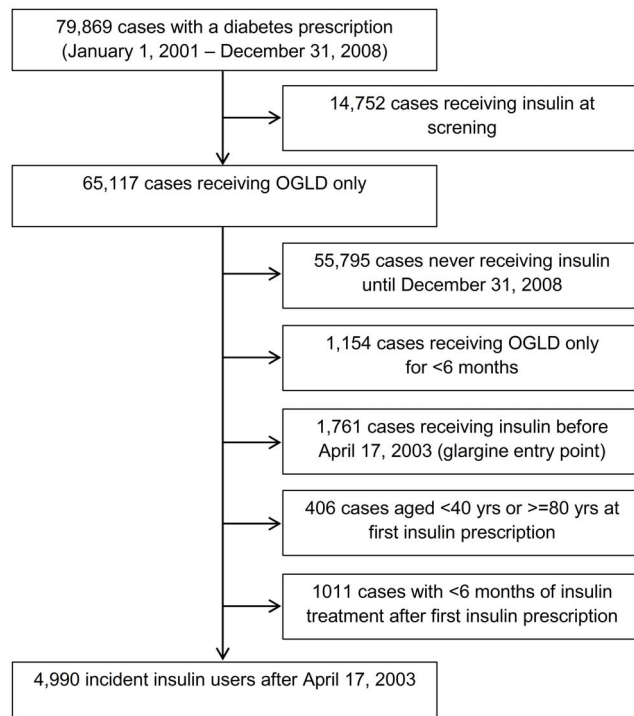 79,869 cases with a diabetes prescription
(January 1, 2001 – December 31, 2008)
14,752 cases receiving insulin at
screning
65,117 cases receiving OGLD only
55,795 cases never receiving insulin
until December 31, 2008
1,154 cases receiving OGLD only
for <6 months
1,761 cases receiving insulin before
April 17, 2003 (glargine entry point)
406 cases aged <40 yrs or >=80 yrs at
first insulin prescription
1011 cases with <6 months of insulin
treatment after first insulin prescription
4,990 incident insulin users after April 17, 2003